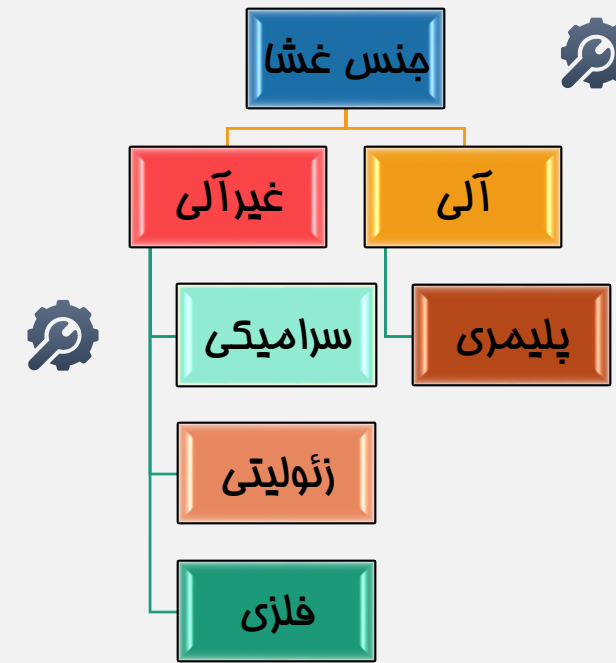 جنس غشا
آلی
غیرآلی
پلیمری
سرامیکی
زئولیتی
فلزی